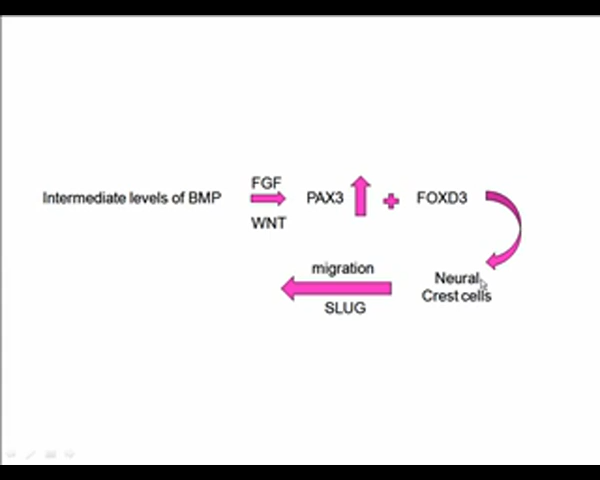 FGF
Intermediate levels of BMP
PAX3
FOXD3
WNT
migration
Neural
Crest cells
SLUG